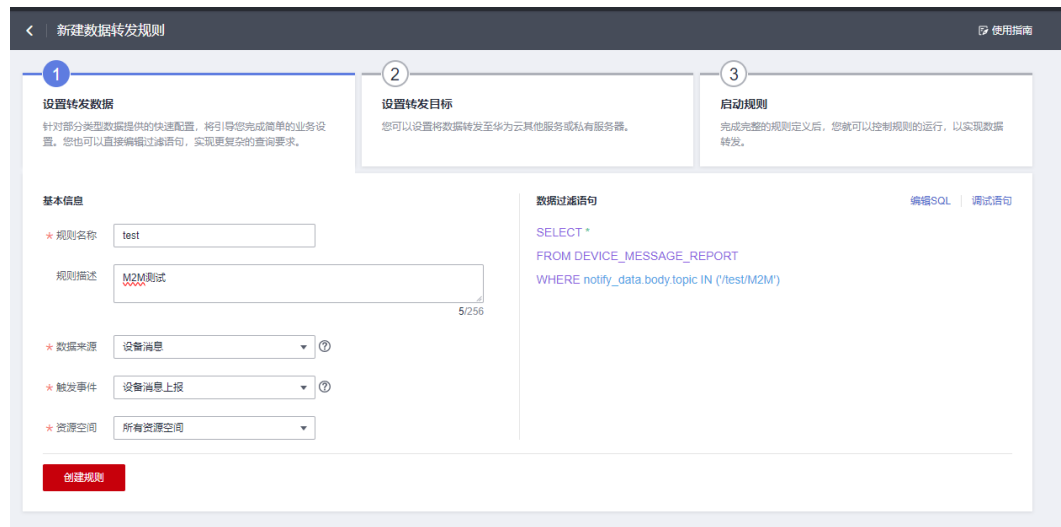 新建数据转发规则
使用指南
1
设置转发数据
针对部分类型数据提供的快速配置，将引导您完成简单的业务设
置。您也可以直接编辑过滤语句，实现更复杂的查询要求。
2
设置转发目标
您可以设置将数据转发至华为云其他服务或私有服务器。
3
启动规则
完成完整的规则定义后，您就可以控制规则的运行，以实现数据
转发。
基本信息
* 规则名称 test
规则描述 M2M测试
5/256
* 数据来源 设备消息
* 触发事件 设备消息上报
* 资源空间 所有资源空间
创建规则
数据过滤语句
编辑SQL 调试语句
SELECT *
FROM DEVICE_MESSAGE_REPORT
WHERE notify_data.body.topic IN ('/test/M2M')